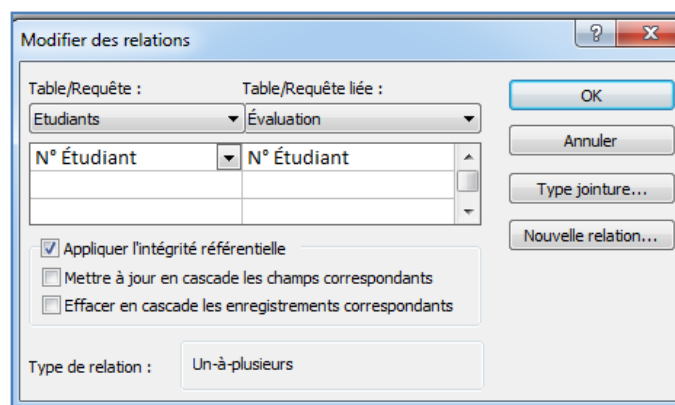 Modifier des relations
Table/Requête : Table/Requête liée :
Etudiants Évaluation
N° Étudiant N° Étudiant
OK
Annuler
Type jointure...
Nouvelle relation...
Appliquer l'intégrité référentielle
Mettre à jour en cascade les champs correspondants
Effacer en cascade les enregistrements correspondants
Type de relation : Un-à-plusieurs